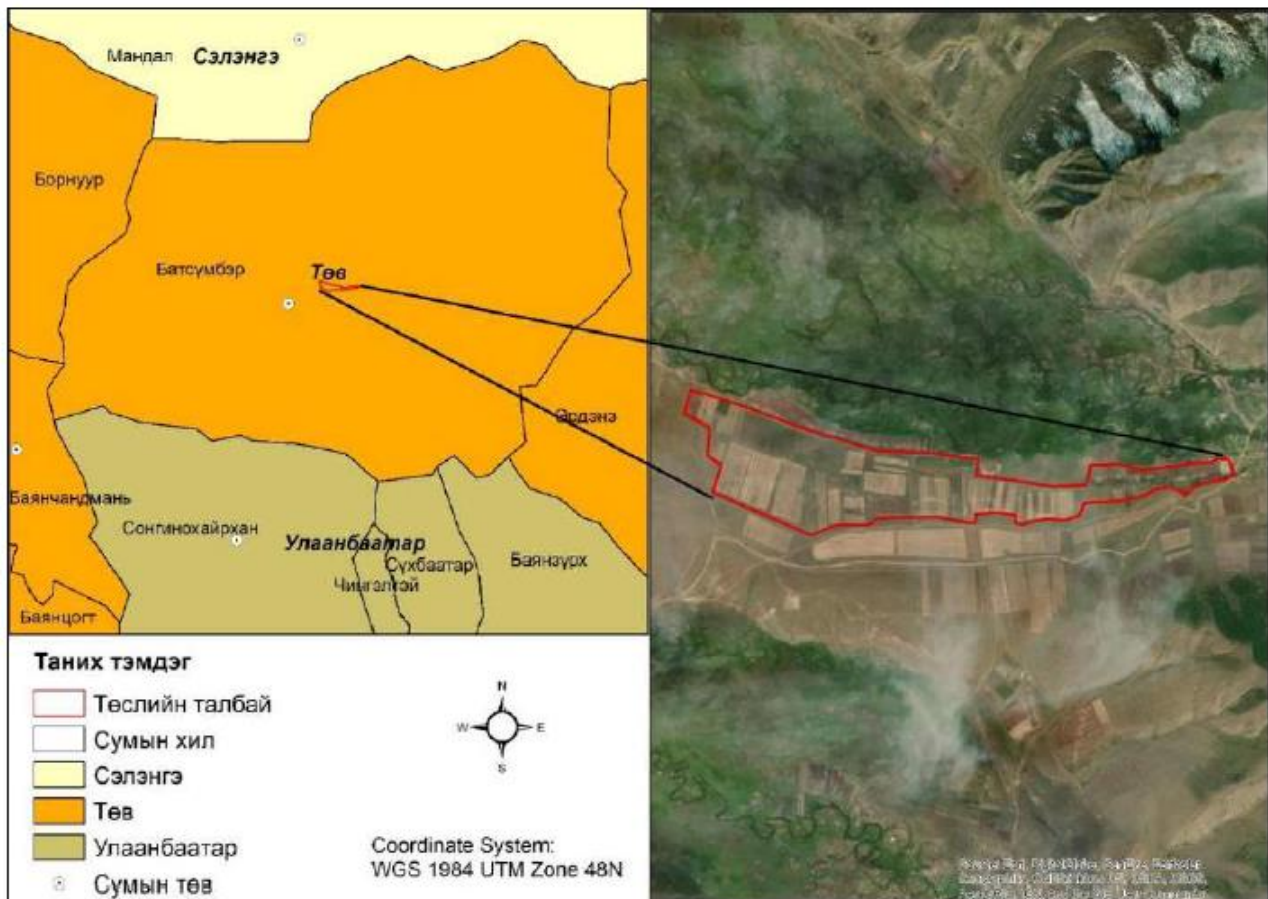 Мандал
Сэлэнгэ
Борнуур
Батсүмбэр
Төв
Эрдэнэ
Баянчандмань
Сонгинохайрхан
Улаанбаатар
Сүхбаатар
Чингэлтэй
Баянзүрх
Баянцогт
Таних тэмдэг
Төслийн талбай
Сумын хил
Сэлэнгэ
Төв
Улаанбаатар
Сумын төв
N
W
E
S
Coordinate System:
WGS 1984 UTM Zone 48N